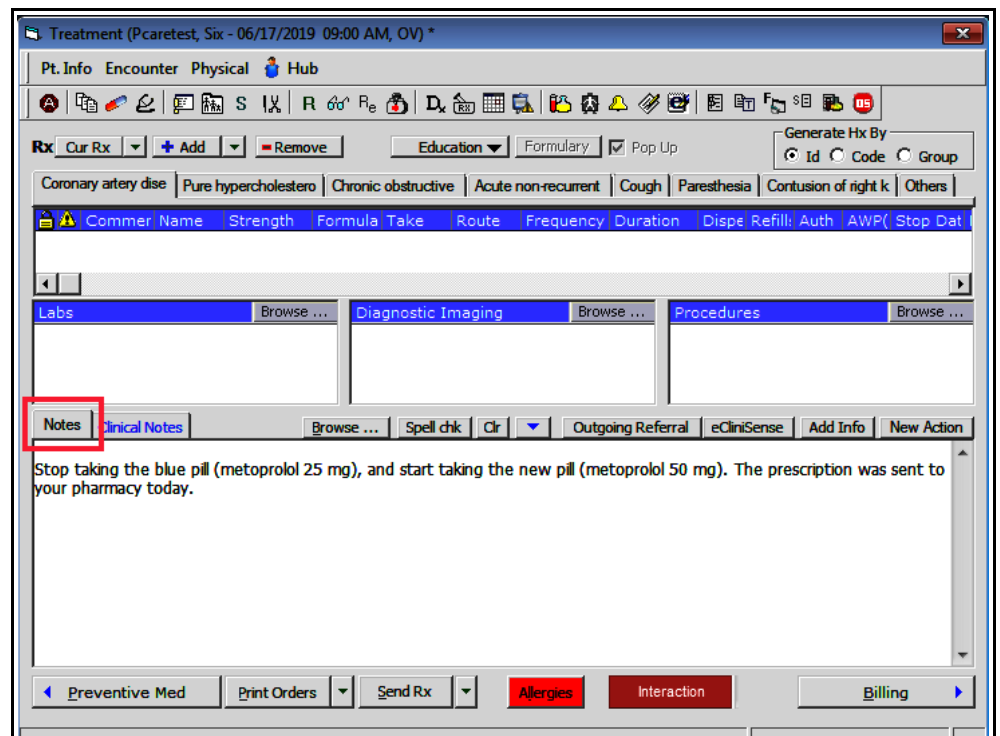 Treatment (Pcaretest, Six - 06/17/2019 09:00 AM, OV) *
Pt. Info Encounter Physical Hub
A S R Re Dx Rx
Rx Cur Rx + Add - Remove Education Formulary Pop Up Generate Hx By
Id Code Group
Coronary artery dise Pure hypercholestero Chronic obstructive Acute non-recurrent Cough Paresthesia Contusion of right k Others
Commer Name Strength Formula Take Route Frequency Duration Dispe Refill: Auth AWP( Stop Dat
Labs Browse ... Diagnostic Imaging Browse ... Procedures Browse ...
Notes Clinical Notes Browse ... Spell chk Clr Outgoing Referral eCliniSense Add Info New Action
Stop taking the blue pill (metoprolol 25 mg), and start taking the new pill (metoprolol 50 mg). The prescription was sent to
your pharmacy today.
Preventive Med Print Orders Send Rx Allergies Interaction Billing